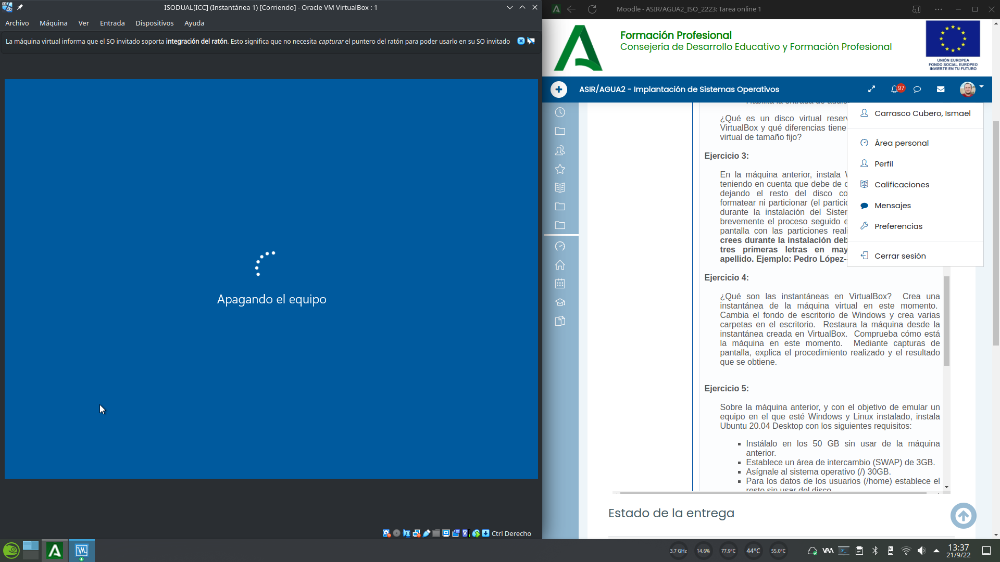 ISODUAL[ICC] (Instantánea 1) [Corriendo] - Oracle VM VirtualBox : 1
Archivo Máquina Ver Entrada Dispositivos Ayuda
La máquina virtual informa que el SO invitado soporta integración del ratón. Esto significa que no necesita capturar el puntero del ratón para poder usarlo en su SO invitado
Apagando el equipo
Ctrl Derecho
Moodle - ASIR/AGUA2_ISO_2223: Tarea online 1
Formación Profesional
Consejería de Desarrollo Educativo y Formación Profesional
UNIÓN EUROPEA
FONDO SOCIAL EUROPEO
INVIERTE EN TU FUTURO
ASIR/AGUA2 - Implantación de Sistemas Operativos
97
Carrasco Cubero, Ismael
Área personal
Perfil
Calificaciones
Mensajes
Preferencias
Cerrar sesión
¿Qué es un disco virtual reserv
VirtualBox y qué diferencias tiene
virtual de tamaño fijo?
Ejercicio 3:
En la máquina anterior, instala
teniendo en cuenta que debe de
dejando el resto del disco co
formatear ni particionar (el partici
durante la instalación del Sister
brevemente el proceso seguido e
pantalla con las particiones reali
crees durante la instalación deb
tres primeras letras en may
apellido. Ejemplo: Pedro López-
Ejercicio 4:
¿Qué son las instantáneas en VirtualBox? Crea una
instantánea de la máquina virtual en este momento.
Cambia el fondo de escritorio de Windows y crea varias
carpetas en el escritorio. Restaura la máquina desde la
instantánea creada en VirtualBox. Comprueba cómo está
la máquina en este momento. Mediante capturas de
pantalla, explica el procedimiento realizado y el resultado
que se obtiene.
Ejercicio 5:
Sobre la máquina anterior, y con el objetivo de emular un
equipo en el que esté Windows y Linux instalado, instala
Ubuntu 20.04 Desktop con los siguientes requisitos:
Instálalo en los 50 GB sin usar de la máquina
anterior.
Establece un área de intercambio (SWAP) de 3GB.
Asígnale al sistema operativo (/) 30GB.
Para los datos de los usuarios (/home) establece el
resto sin usar del disco
Estado de la entrega
3,7 GHz 14,6% 77,9°C 44°C 55,0°C
13:37
21/9/22